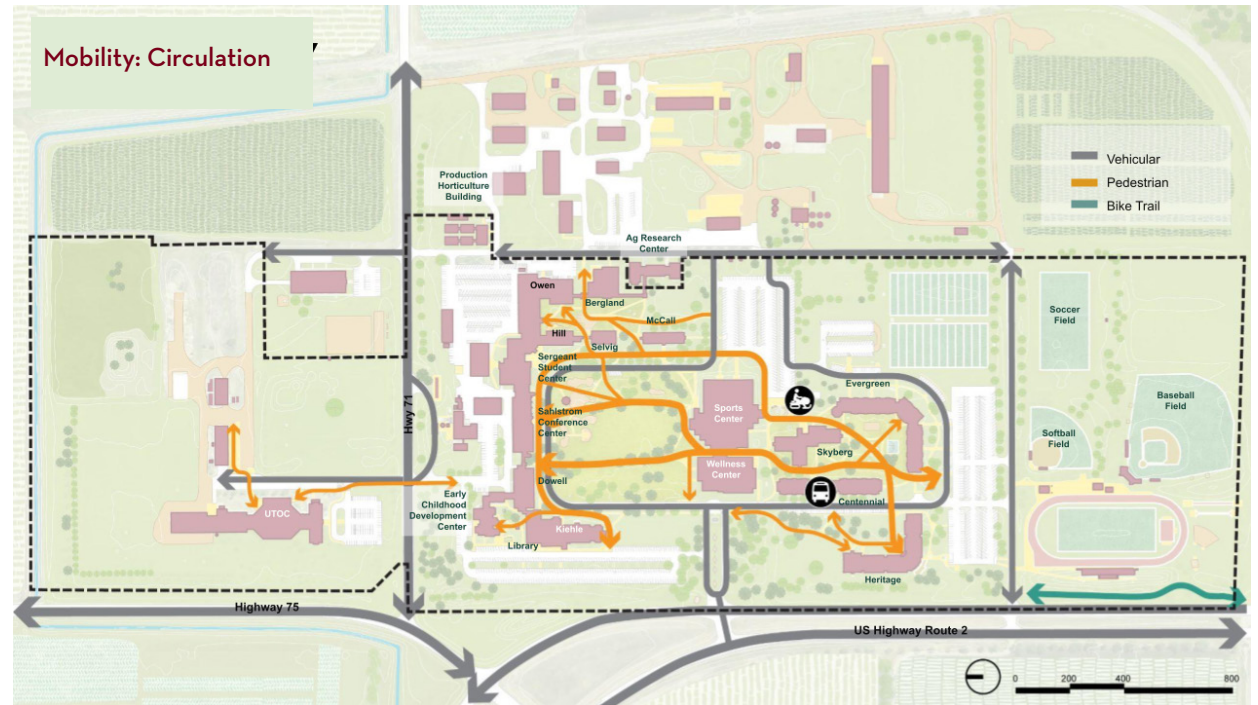 Mobility: Circulation
Vehicular
Pedestrian
Bike Trail
Production
Horticulture
Building
Ag Research
Center
Owen
Bergland
McCall
Hill
Selvig
Sergeant
Student
Center
Sahlstrom
Conference
Center
Dowell
Early
Childhood
Development
Center
Library
Kiehle
Sports
Center
Wellness
Center
Evergreen
Skyberg
Centennial
Heritage
Soccer
Field
Baseball
Field
Softball
Field
Hwy 71
UTOC
Highway 75
US Highway Route 2
0 200 400 800